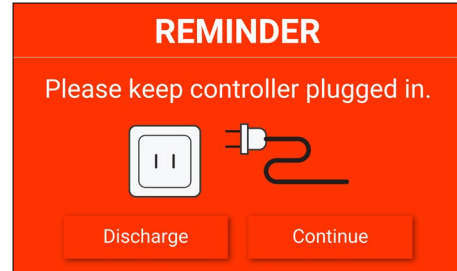 REMINDER
Please keep controller plugged in.
Discharge
Continue